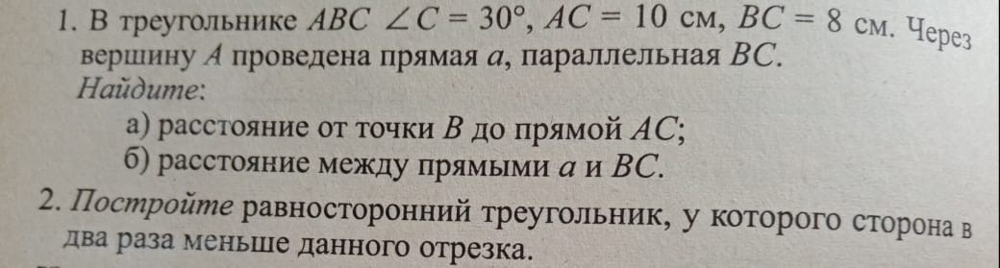 1. В треугольнике ABC ∠C = 30°, AC = 10 см, BC = 8 см. Через
вершину A проведена прямая a, параллельная BC.
Найдите:
а) расстояние от точки B до прямой AC;
б) расстояние между прямыми a и BC.
2. Постройте равносторонний треугольник, у которого сторона в
два раза меньше данного отрезка.